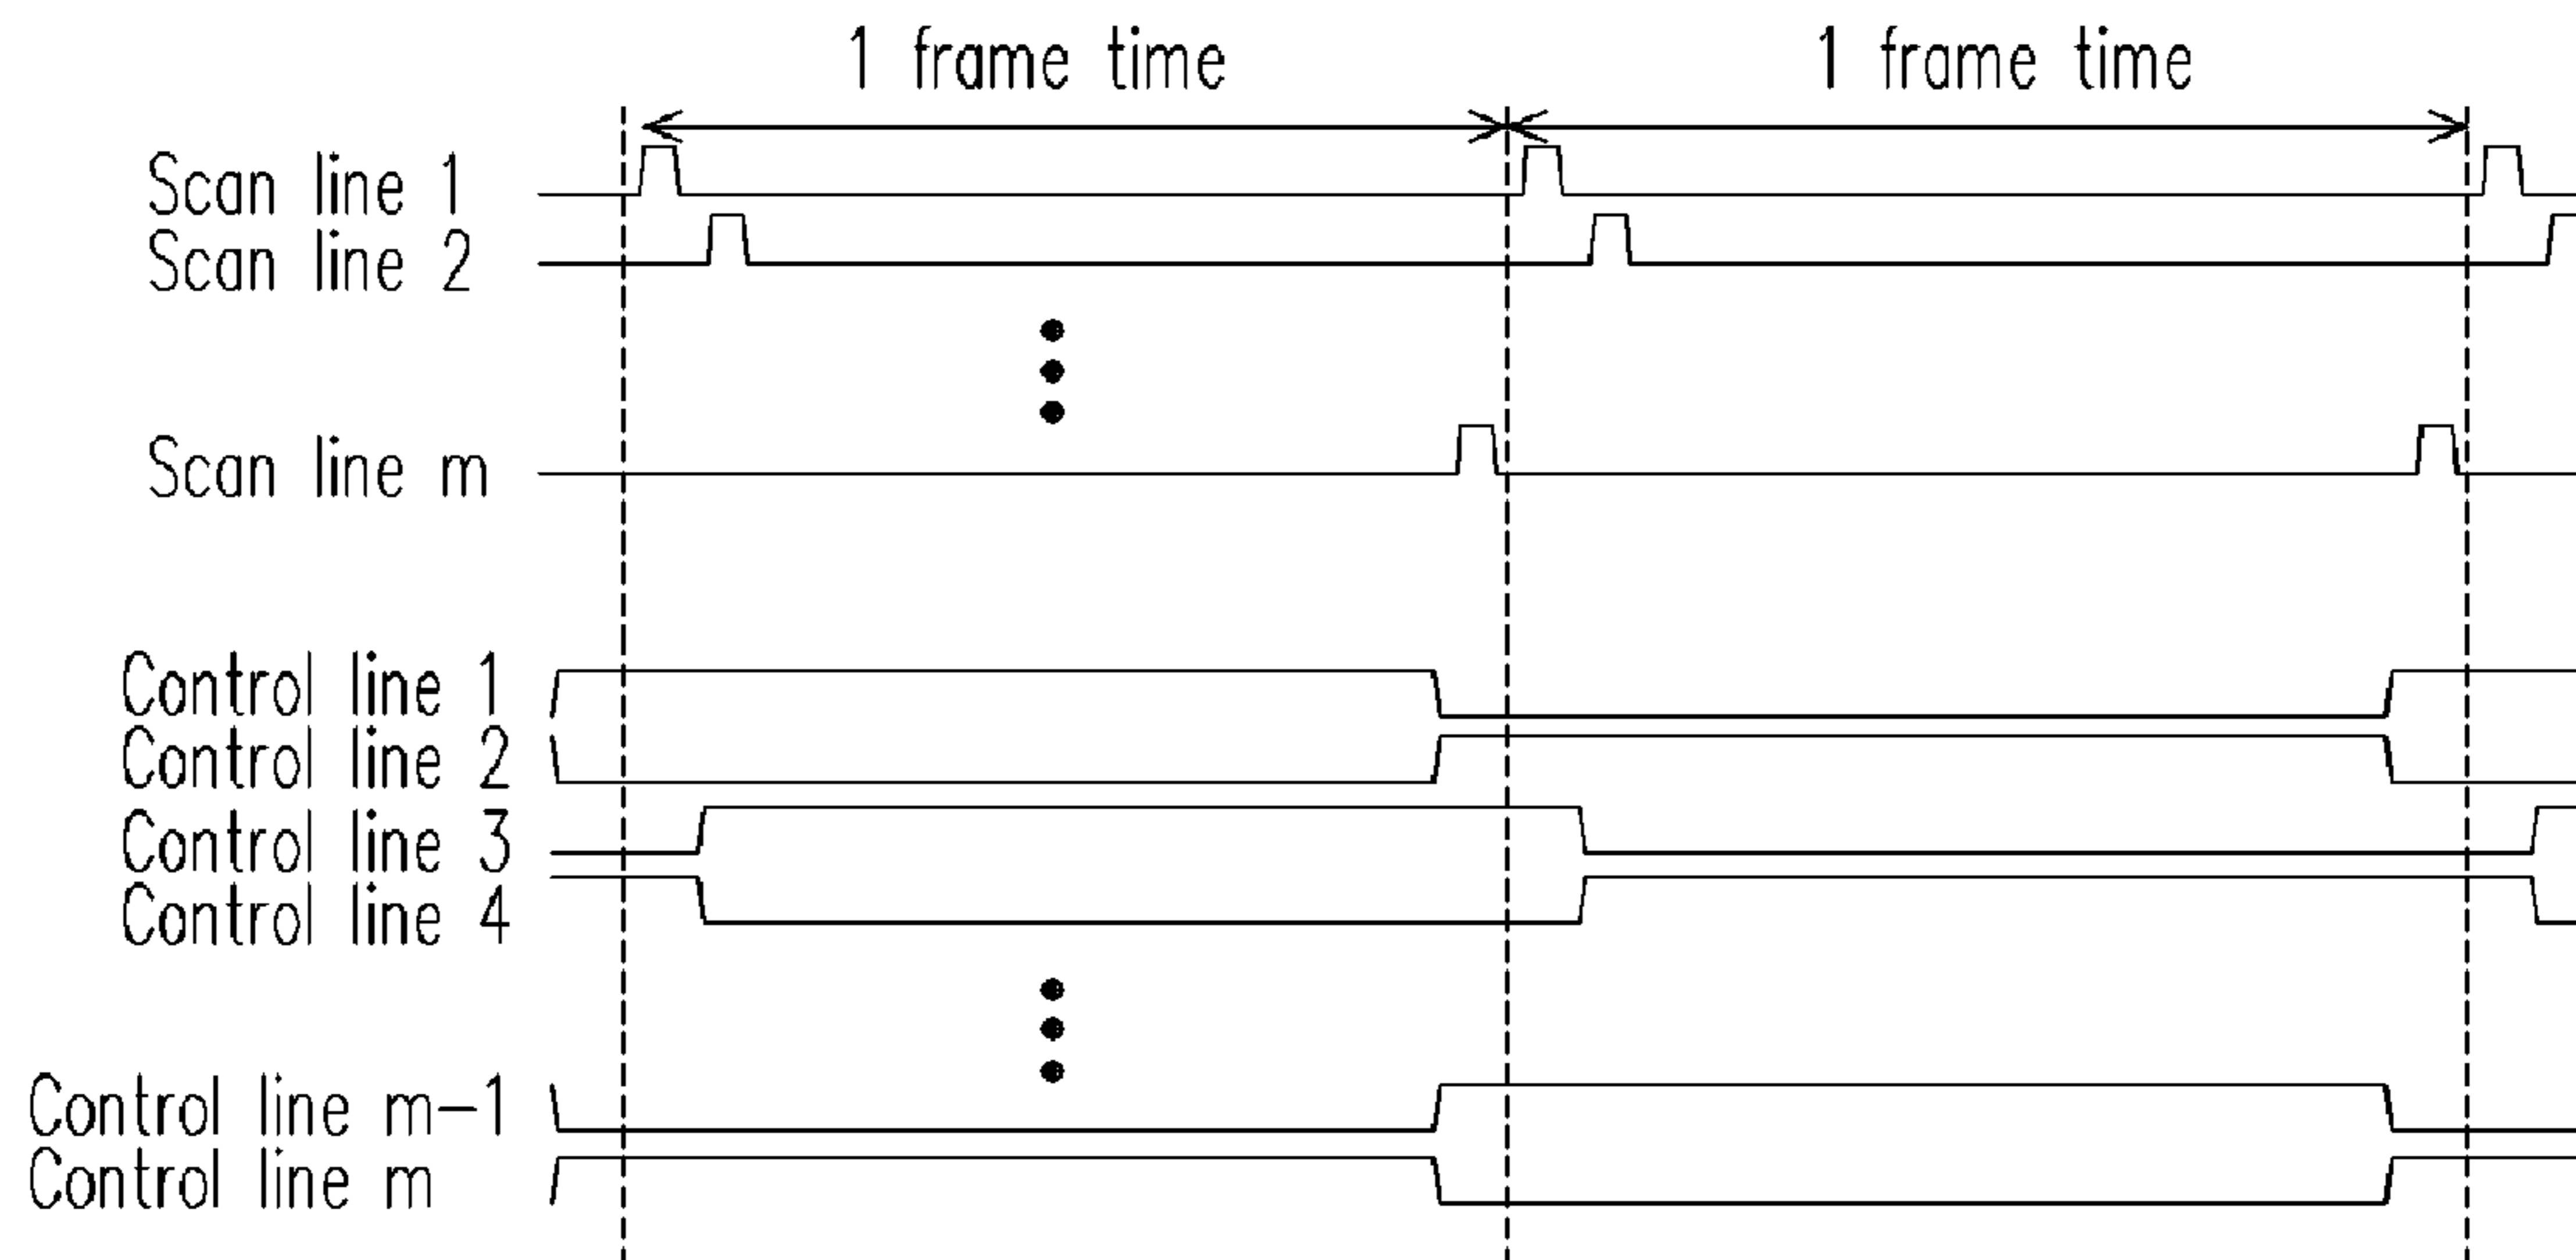 1 frame time 1 frame time
Scan line 1
Scan line 2
Scan line m
Control line 1
Control line 2
Control line 3
Control line 4
Control line m-1
Control line m